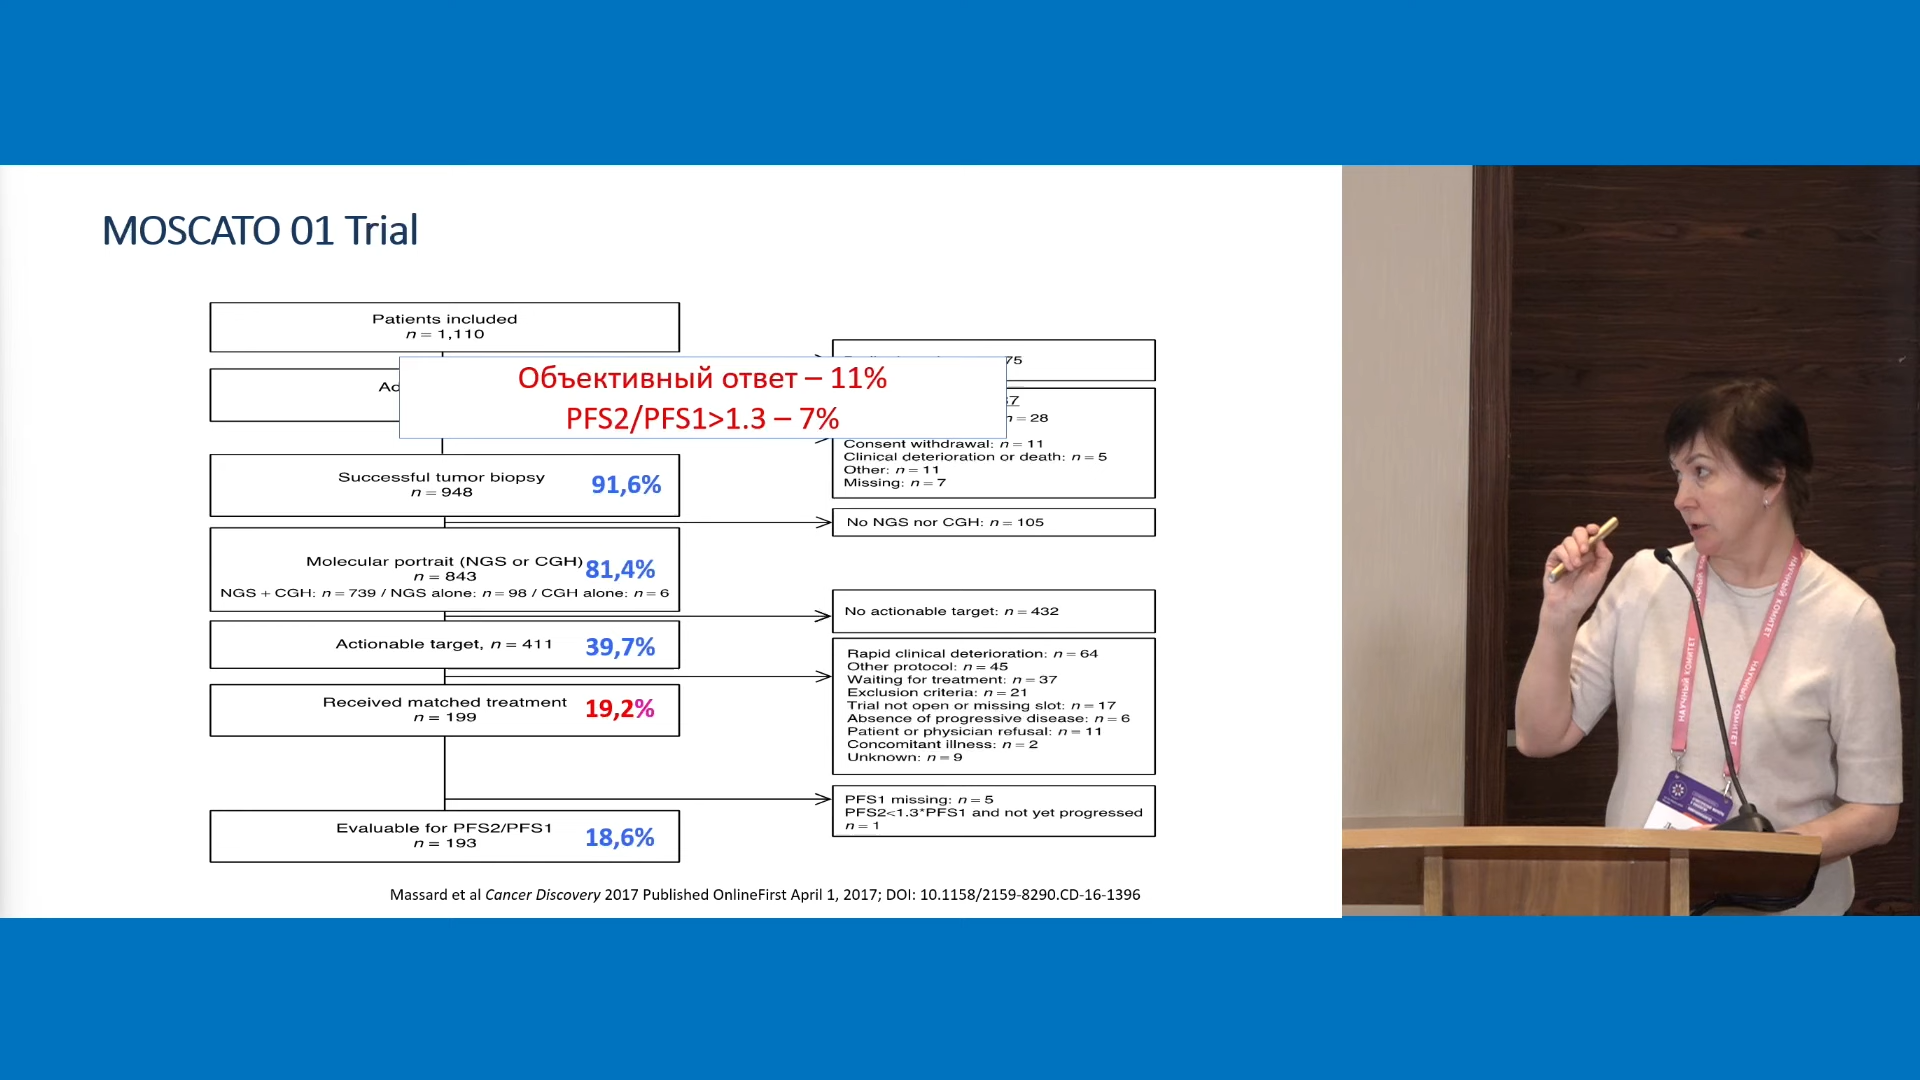 MOSCATO 01 Trial
Patients included
n = 1,110
75
Объективный ответ – 11%
PFS2/PFS1>1.3 – 7%
n = 28
Consent withdrawal: n = 11
Clinical deterioration or death: n = 5
Other: n = 11
Missing: n = 7
Successful tumor biopsy
n = 948
91,6%
No NGS nor CGH: n = 105
Molecular portrait (NGS or CGH)
n = 843
81,4%
NGS + CGH: n = 739 / NGS alone: n = 98 / CGH alone: n = 6
No actionable target: n = 432
Actionable target, n = 411
39,7%
Rapid clinical deterioration: n = 64
Other protocol: n = 45
Waiting for treatment: n = 37
Exclusion criteria: n = 21
Trial not open or missing slot: n = 17
Absence of progressive disease: n = 6
Patient or physician refusal: n = 11
Concomitant illness: n = 2
Unknown: n = 9
Received matched treatment
n = 199
19,2%
PFS1 missing: n = 5
PFS2<1.3*PFS1 and not yet progressed
n = 1
Evaluable for PFS2/PFS1
n = 193
18,6%
Massard et al Cancer Discovery 2017 Published OnlineFirst April 1, 2017; DOI: 10.1158/2159-8290.CD-16-1396
НАУЧНЫЙ КОМИТЕТ
НАУЧНЫЙ КОМИТЕТ